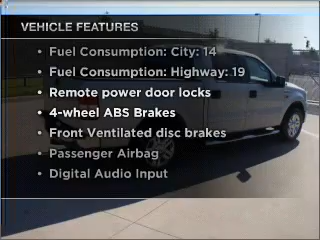 VEHICLE FEATURES
• Fuel Consumption: City: 14
• Fuel Consumption: Highway: 19
• Remote power door locks
• 4-wheel ABS Brakes
• Front Ventilated disc brakes
• Passenger Airbag
• Digital Audio Input